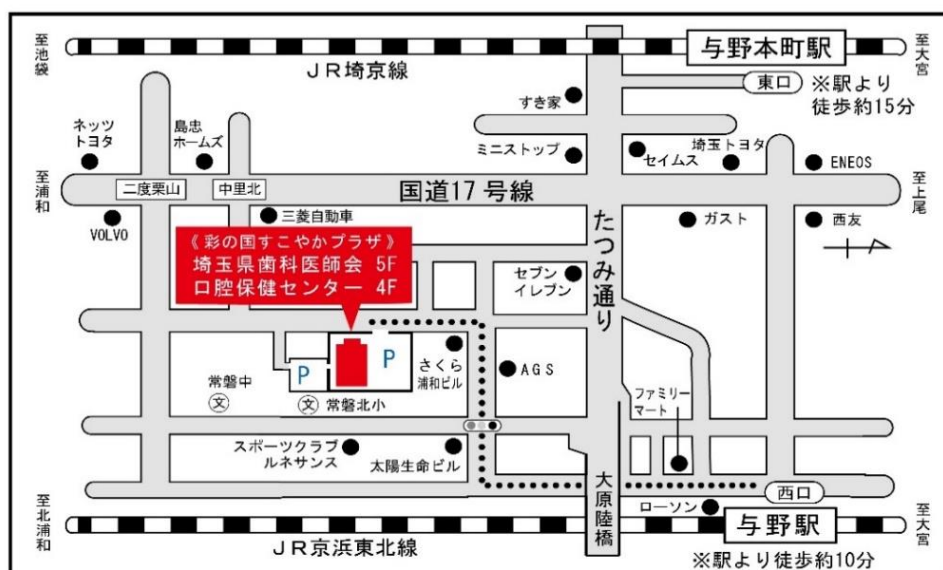 至池袋
JR埼京線
与野本町駅
至大宮
東口
※駅より
徒歩約15分
すき家
ネッツ
トヨタ
島忠
ホームズ
ミニストップ
セイムス
埼玉トヨタ
ENEOS
至浦和
二度栗山
中里北
国道17号線
至上尾
VOLVO
三菱自動車
たつみ通り
ガスト
西友
《彩の国すこやかプラザ》
埼玉県歯科医師会 5F
口腔保健センター 4F
セブン
イレブン
P
P
さくら
浦和ビル
AGS
常盤中
文
文
常盤北小
ファミリー
マート
スポーツクラブ
ルネサンス
太陽生命ビル
大原陸橋
西口
ローソン
至北浦和
JR京浜東北線
与野駅
至大宮
※駅より徒歩約10分